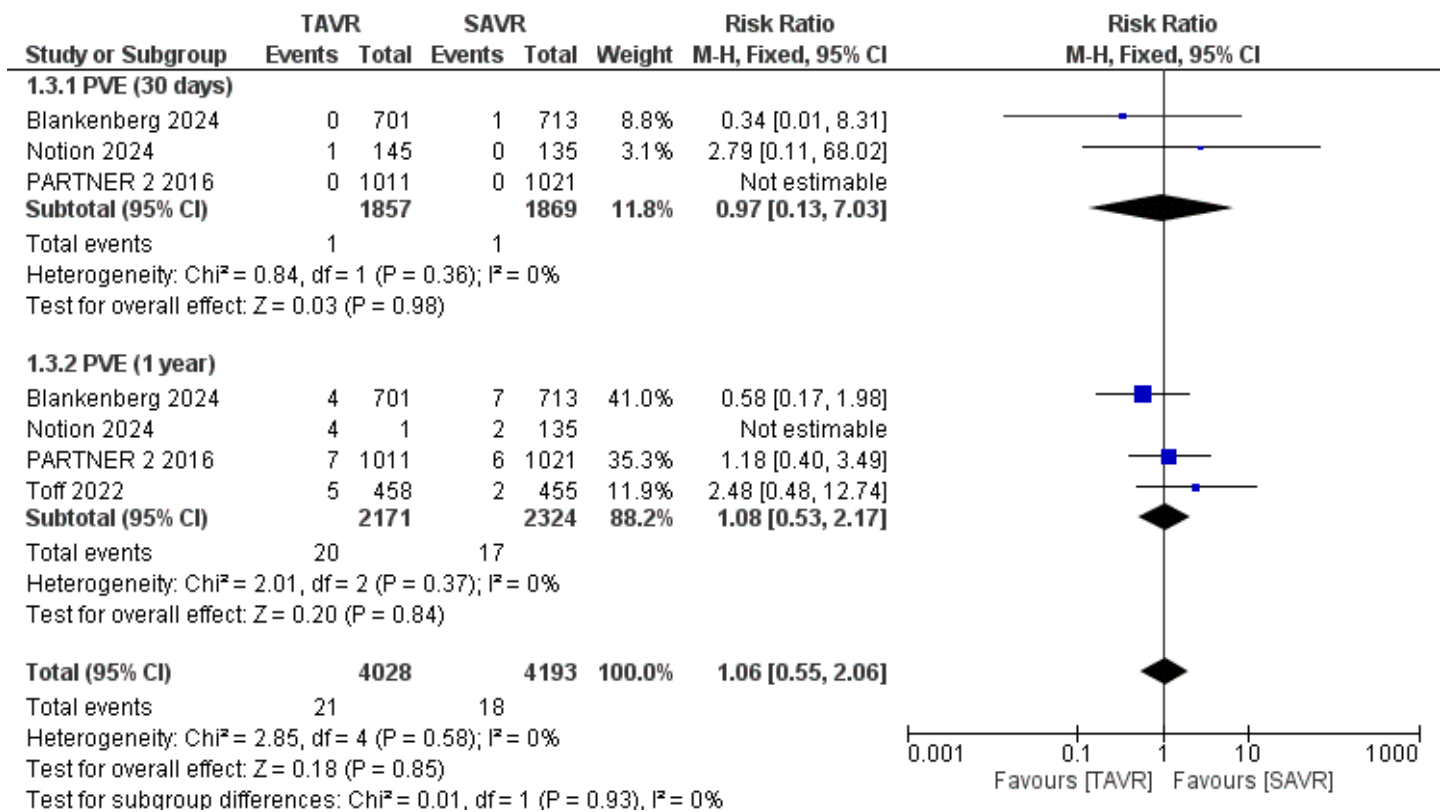 TAVR SAVR Risk Ratio Risk Ratio
Study or Subgroup Events Total Events Total Weight M-H, Fixed, 95% CI M-H, Fixed, 95% CI
1.3.1 PVE (30 days)
Blankenberg 2024 0 701 1 713 8.8% 0.34 [0.01, 8.31]
Notion 2024 1 145 0 135 3.1% 2.79 [0.11, 68.02]
PARTNER 2 2016 0 1011 0 1021 Not estimable
Subtotal (95% CI) 1857 1869 11.8% 0.97 [0.13, 7.03]
Total events 1 1
Heterogeneity: Chi² = 0.84, df = 1 (P = 0.36); I² = 0%
Test for overall effect: Z = 0.03 (P = 0.98)
1.3.2 PVE (1 year)
Blankenberg 2024 4 701 7 713 41.0% 0.58 [0.17, 1.98]
Notion 2024 4 1 2 135 Not estimable
PARTNER 2 2016 7 1011 6 1021 35.3% 1.18 [0.40, 3.49]
Toff 2022 5 458 2 455 11.9% 2.48 [0.48, 12.74]
Subtotal (95% CI) 2171 2324 88.2% 1.08 [0.53, 2.17]
Total events 20 17
Heterogeneity: Chi² = 2.01, df = 2 (P = 0.37); I² = 0%
Test for overall effect: Z = 0.20 (P = 0.84)
Total (95% CI) 4028 4193 100.0% 1.06 [0.55, 2.06]
Total events 21 18
Heterogeneity: Chi² = 2.85, df = 4 (P = 0.58); I² = 0%
Test for overall effect: Z = 0.18 (P = 0.85)
Test for subgroup differences: Chi² = 0.01, df = 1 (P = 0.93), I² = 0%
0.001 0.1 1 10 1000
Favours [TAVR] Favours [SAVR]